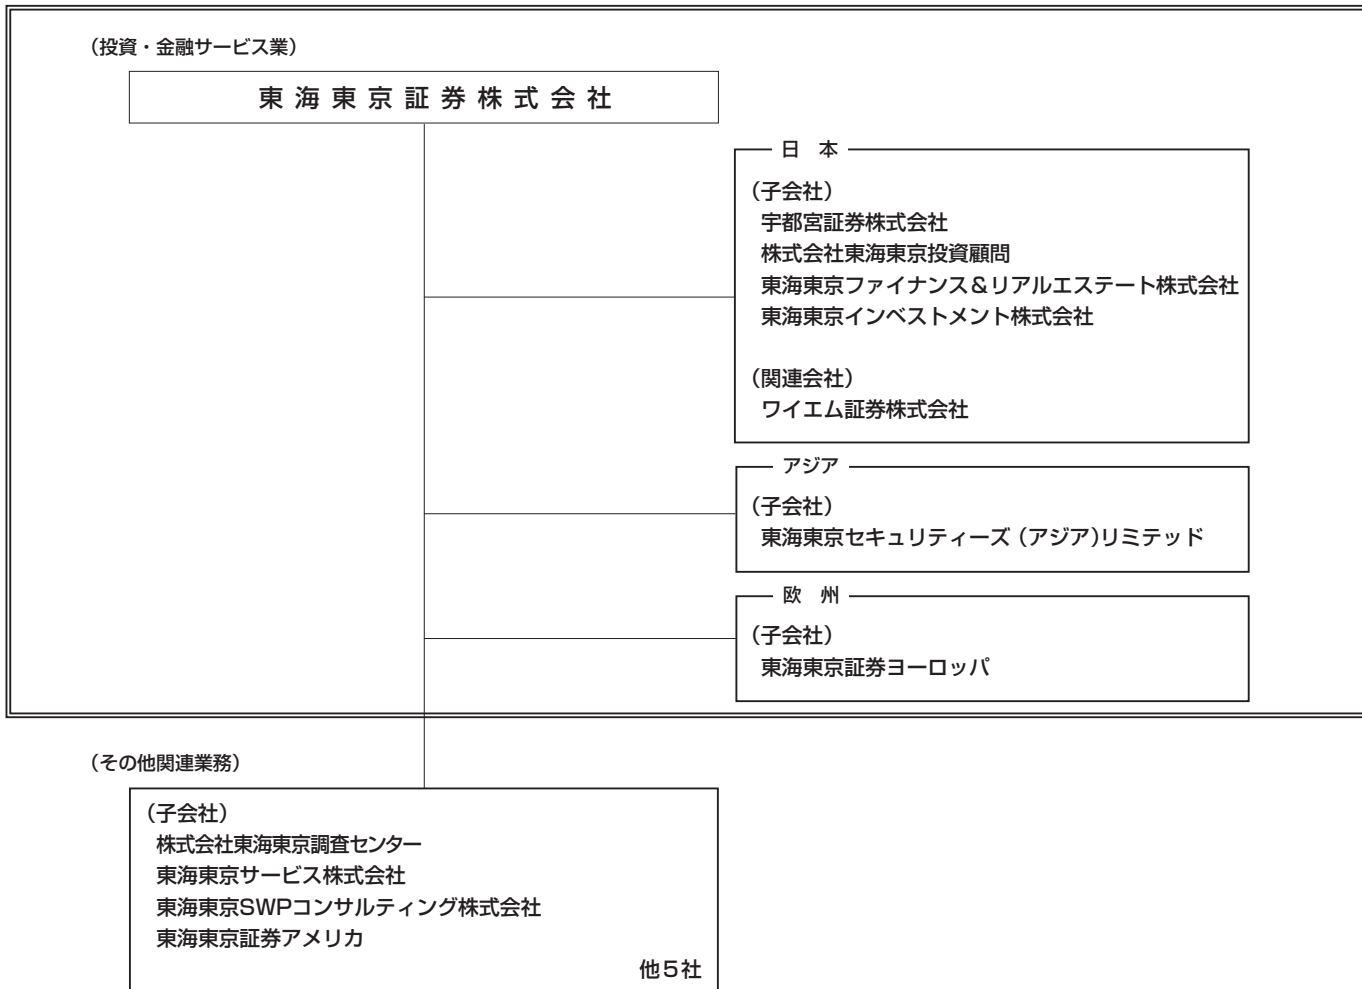 （投資・金融サービス業）
東海東京証券株式会社
日　本
（子会社）
宇都宮証券株式会社
株式会社東海東京投資顧問
東海東京ファイナンス＆リアルエステート株式会社
東海東京インベストメント株式会社
（関連会社）
ワイエム証券株式会社
アジア
（子会社）
東海東京セキュリティーズ（アジア）リミテッド
欧　州
（子会社）
東海東京証券ヨーロッパ
（その他関連業務）
（子会社）
株式会社東海東京調査センター
東海東京サービス株式会社
東海東京SWPコンサルティング株式会社
東海東京証券アメリカ
他５社